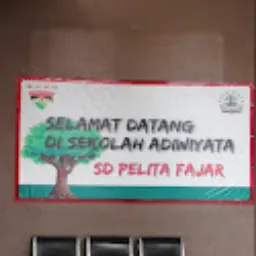 SELAMAT DATANG
DI SEKOLAH ADIWIYATA
SD PELITA FAJAR